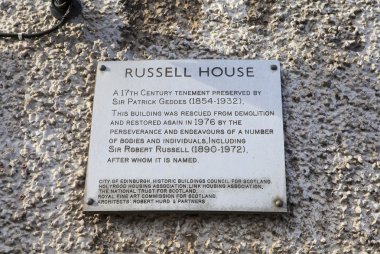 RUSSELL HOUSE
A 17TH CENTURY TENEMENT PRESERVED BY
SIR PATRICK GEDDES (1854-1932).
THIS BUILDING WAS RESCUED FROM DEMOLITION
AND RESTORED AGAIN IN 1976 BY THE
PERSEVERANCE AND ENDEAVOURS OF A NUMBER
OF BODIES AND INDIVIDUALS, INCLUDING
SIR ROBERT RUSSELL (1890-1972),
AFTER WHOM IT IS NAMED.
CITY OF EDINBURGH, HISTORIC BUILDINGS COUNCIL FOR SCOTLAND,
HOLYROOD HOUSING ASSOCIATION, LINK HOUSING ASSOCIATION,
THE NATIONAL TRUST FOR SCOTLAND,
ROYAL FINE ART COMMISSION FOR SCOTLAND,
ARCHITECTS: ROBERT HURD & PARTNERS